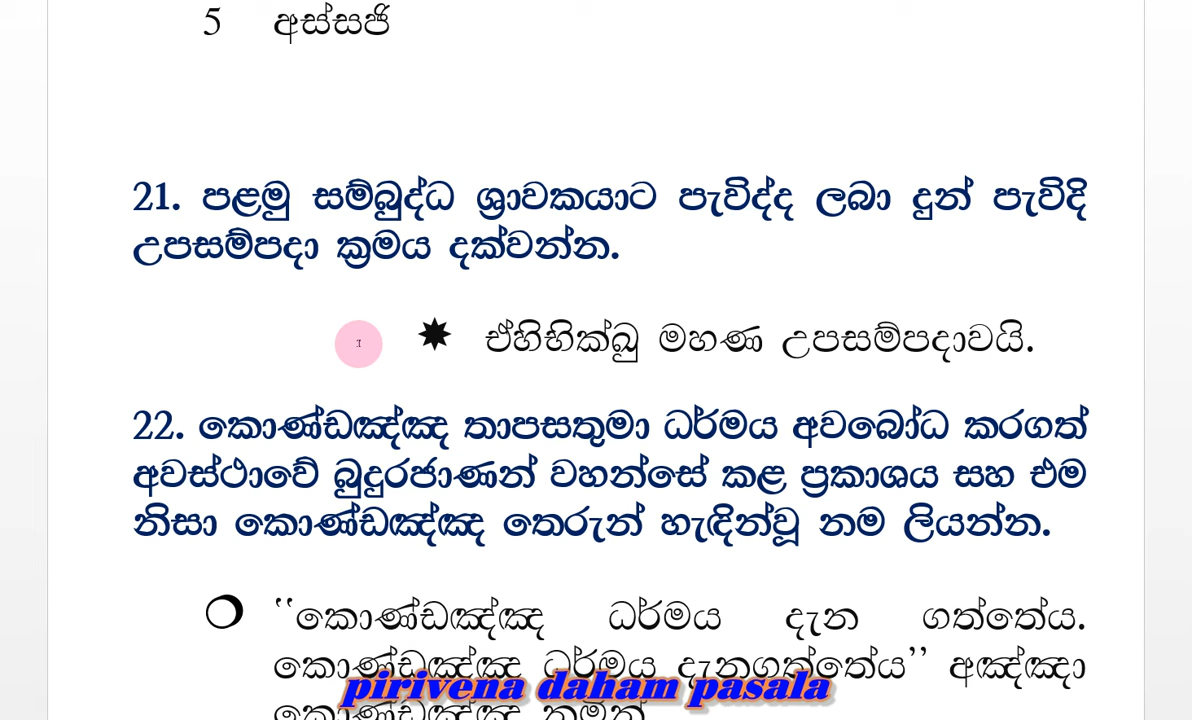 5 අස්සජි
21. පළමු සම්බුද්ධ ශ්‍රාවකයාට පැවිද්ද ලබා දුන් පැවිදි
උපසම්පදා ක්‍රමය දක්වන්න.
✸ ඒහිභික්ඛු මහණ උපසම්පදාවයි.
22. කොණ්ඩඤ්ඤ තාපසතුමා ධර්මය අවබෝධ කරගත්
අවස්ථාවේ බුදුරජාණන් වහන්සේ කළ ප්‍රකාශය සහ එම
නිසා කොණ්ඩඤ්ඤ තෙරුන් හැඳින්වූ නම ලියන්න.
‘‘කොණ්ඩඤ්ඤ ධර්මය දැන ගත්තේය.
කොණ්ඩඤ්ඤ ධර්මය දැනගත්තේය’’ අඤ්ඤා
pirivena daham pasala
කොණ්ඩඤ්ඤ නමින්